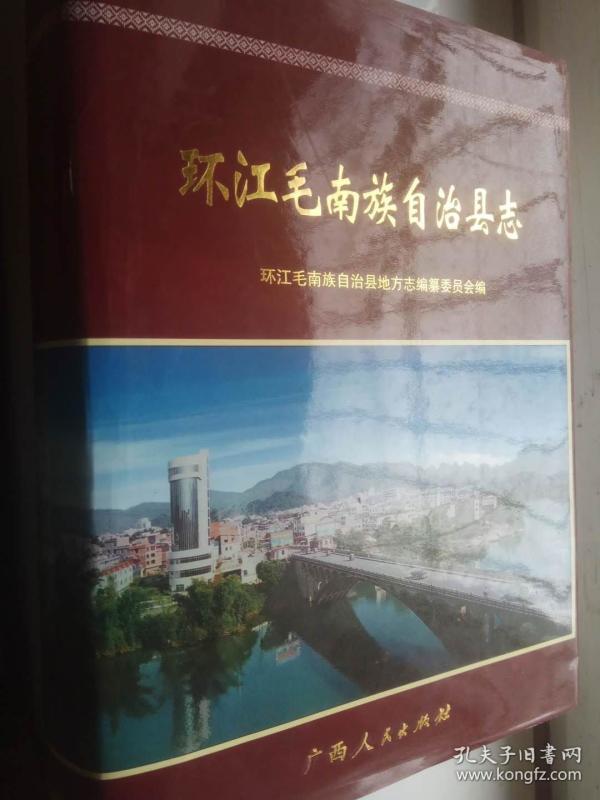 环江毛南族自治县志
环江毛南族自治县地方志编纂委员会编
广西人民出版社
孔夫子旧书网
www.kongfz.com